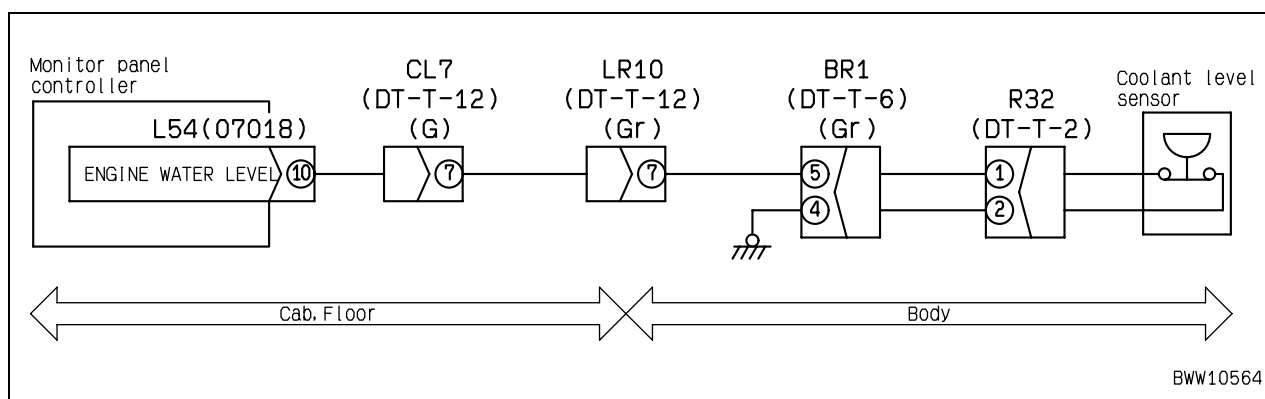 Monitor panel
controller
L54(07018)
ENGINE WATER LEVEL
10
CL7
(DT-T-12)
(G)
7
LR10
(DT-T-12)
(Gr)
7
BR1
(DT-T-6)
(Gr)
5
4
R32
(DT-T-2)
1
2
Coolant level
sensor
Cab, Floor
Body
BWW10564